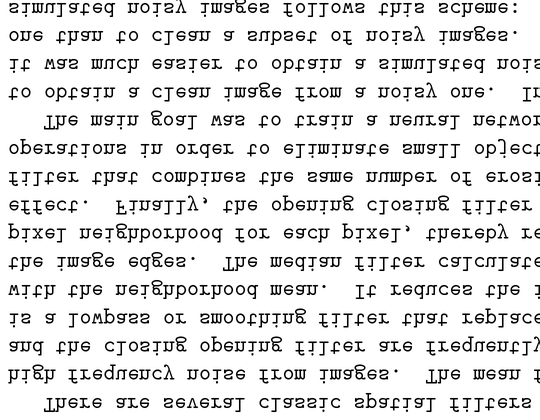 There are several classic spatial filters
high frequency noise from images. The mean f
and the closing opening filter are frequently
is a lowpass or smoothing filter that replace
with the neighborhood mean. It reduces the i
the image edges. The median filter calculate
pixel neighborhood for each pixel, thereby re
effect. Finally, the opening closing filter
filter that combines the same number of erosi
operations in order to eliminate small object
The main goal was to train a neural networ
to obtain a clean image from a noisy one. In
it was much easier to obtain a simulated nois
one than to clean a subset of noisy images.
simulated noisy images follows this scheme: